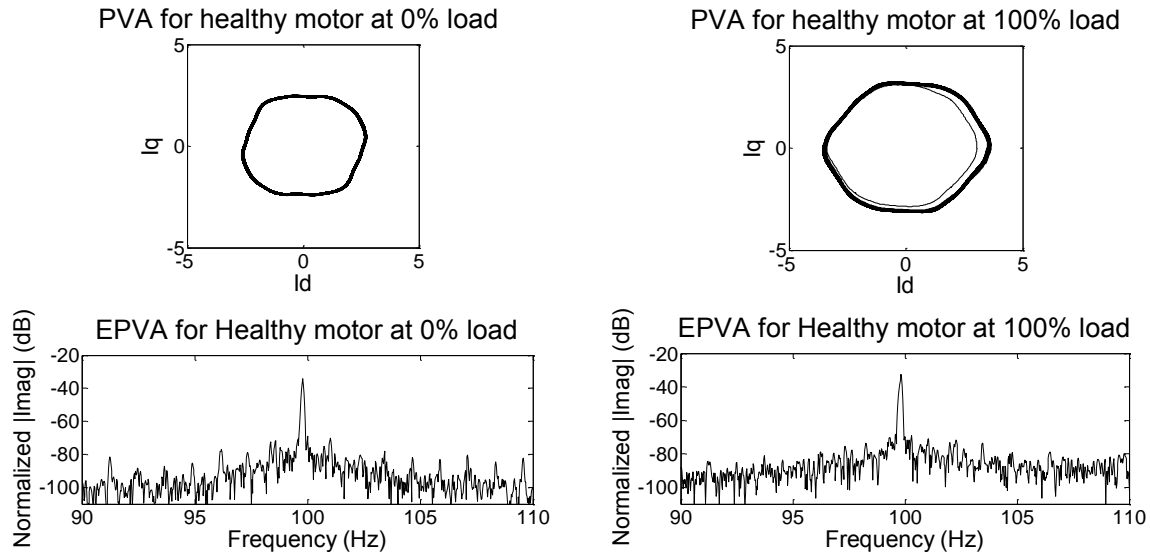 PVA for healthy motor at 0% load
5
0
-5
Iq
-5 0 5
Id
PVA for healthy motor at 100% load
5
0
-5
Iq
-5 0 5
Id
EPVA for Healthy motor at 0% load
-20
-40
-60
-80
-100
Normalized |Imag| (dB)
90 95 100 105 110
Frequency (Hz)
EPVA for Healthy motor at 100% load
-20
-40
-60
-80
-100
Normalized |Imag| (dB)
90 95 100 105 110
Frequency (Hz)